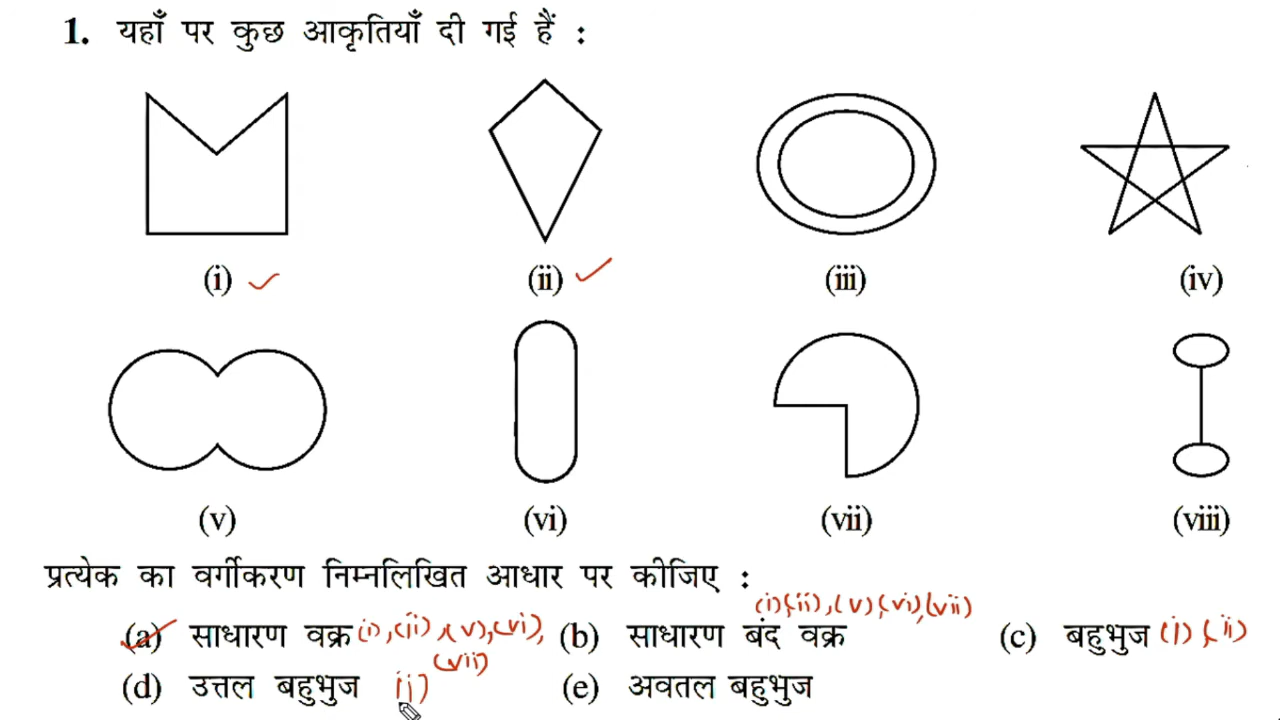 1. यहाँ पर कुछ आकृतियाँ दी गई हैं :
(i) (ii) (iii) (iv)
(v) (vi) (vii) (viii)
प्रत्येक का वर्गीकरण निम्नलिखित आधार पर कीजिए :
(i)(ii),(v)(vi),(vii)
(a) साधारण वक्र (i),(ii),(v),(vi), (b) साधारण बंद वक्र (c) बहुभुज (i)(ii)
(vii)
(d) उत्तल बहुभुज ii) (e) अवतल बहुभुज